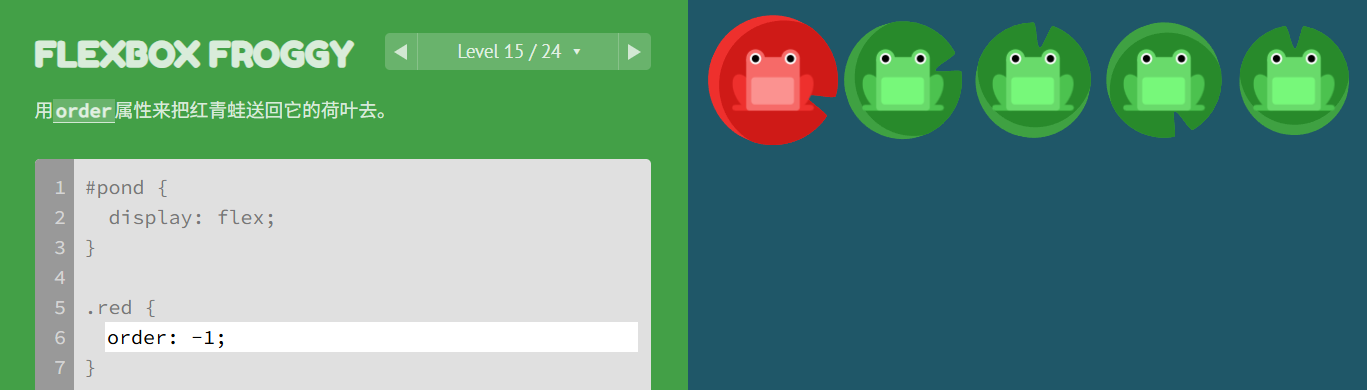 FLEXBOX FROGGY
Level 15 / 24
用order属性来把红青蛙送回它的荷叶去。
1 #pond {
2 display: flex;
3 }
4
5 .red {
6 order: -1;
7 }